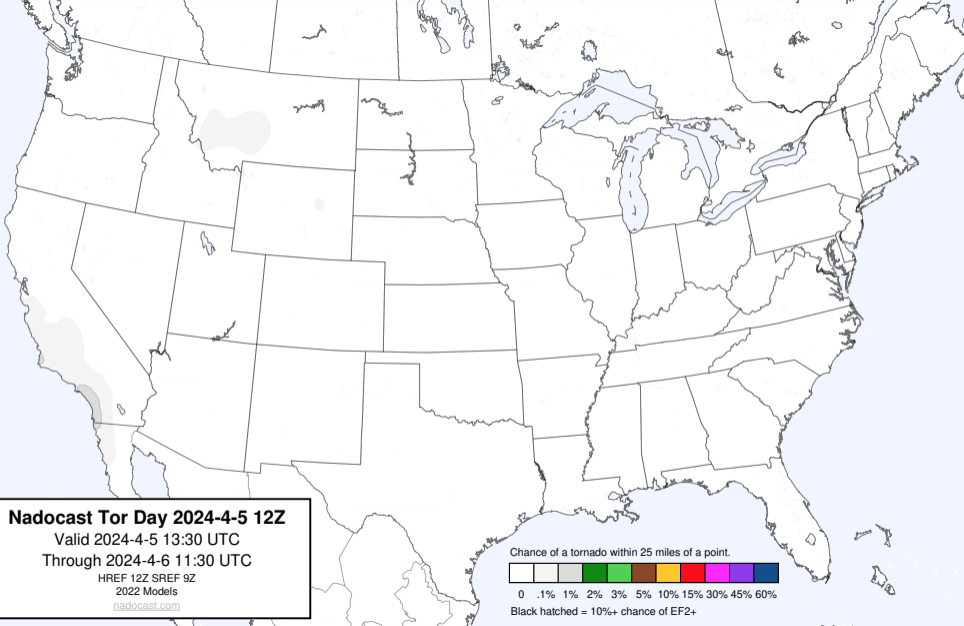 Nadocast Tor Day 2024-4-5 12Z
Valid 2024-4-5 13:30 UTC
Through 2024-4-6 11:30 UTC
HREF 12Z SREF 9Z
2022 Models
nadocast.com
Chance of a tornado within 25 miles of a point.
0 .1% 1% 2% 3% 5% 10% 15% 30% 45% 60%
Black hatched = 10%+ chance of EF2+